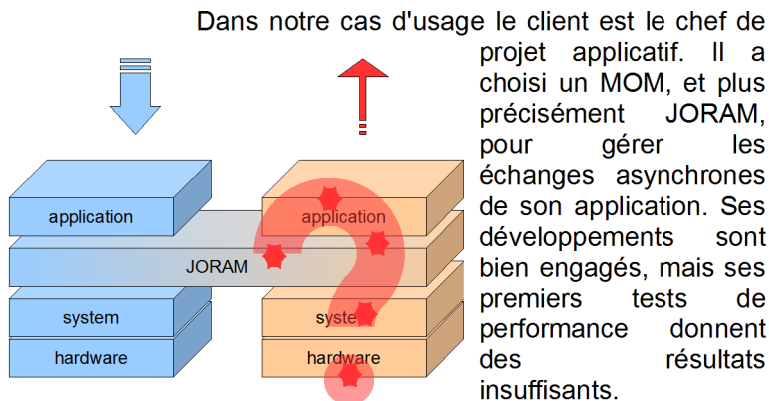 Dans notre cas d'usage le client est le chef de
projet applicatif. Il a
choisi un MOM, et plus
précisément JORAM,
pour gérer les
échanges asynchrones
de son application. Ses
développements sont
bien engagés, mais ses
premiers tests de
performance donnent
des résultats
insuffisants.
application
application
JORAM
system
system
hardware
hardware
?